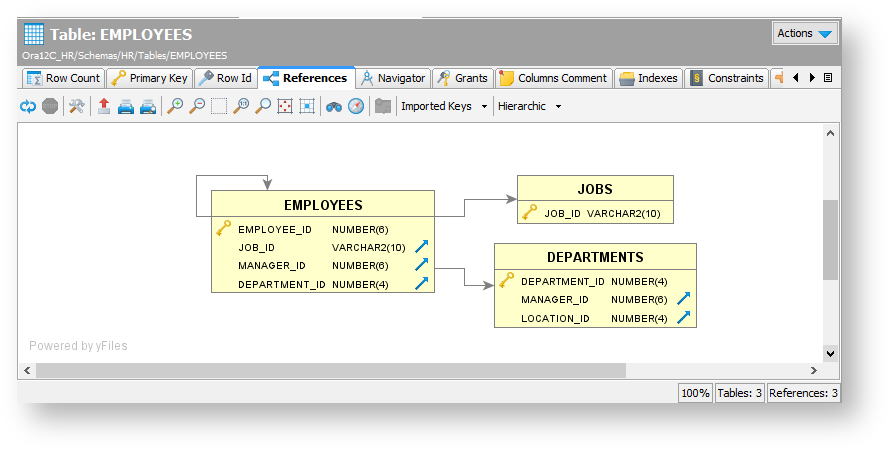 Table: EMPLOYEES
Actions
Ora12C_HR/Schemas/HR/Tables/EMPLOYEES
Row Count Primary Key Row Id References Navigator Grants Columns Comment Indexes Constraints
1:1 Imported Keys Hierarchic
EMPLOYEES
EMPLOYEE_ID NUMBER(6)
JOB_ID VARCHAR2(10)
MANAGER_ID NUMBER(6)
DEPARTMENT_ID NUMBER(4)
JOBS
JOB_ID VARCHAR2(10)
DEPARTMENTS
DEPARTMENT_ID NUMBER(4)
MANAGER_ID NUMBER(6)
LOCATION_ID NUMBER(4)
Powered by yFiles
100% Tables: 3 References: 3